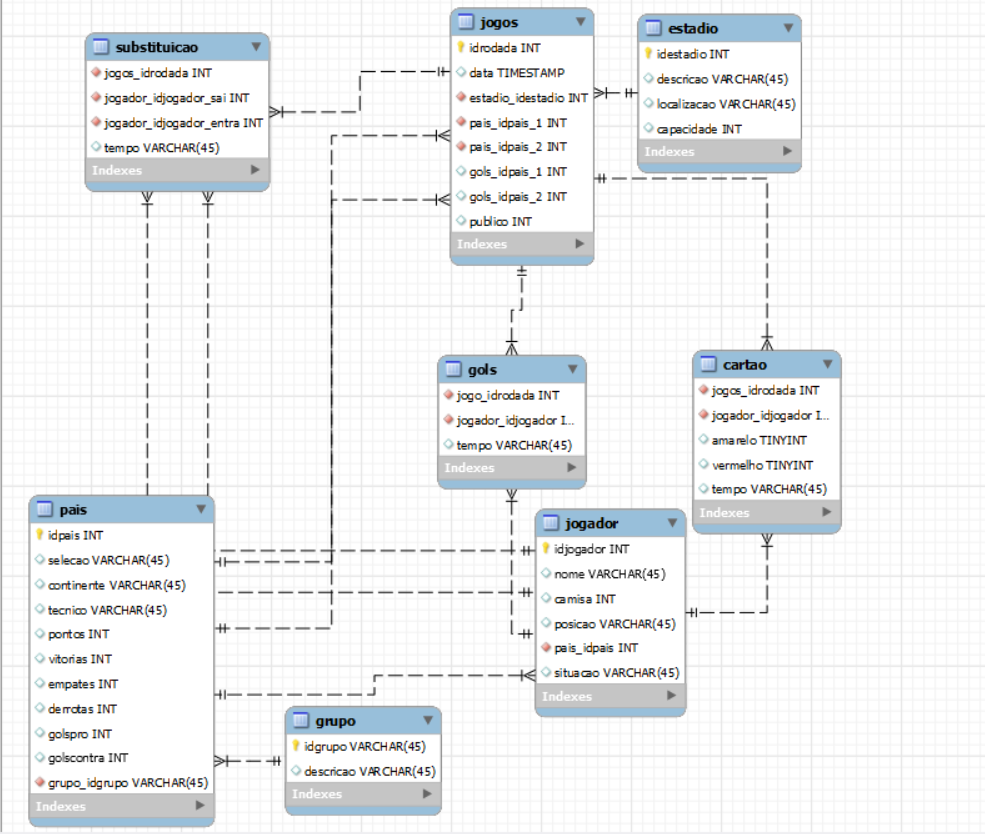 substituicao
jogos_idrodada INT
jogador_idjogador_sai INT
jogador_idjogador_entra INT
tempo VARCHAR(45)
Indexes
jogos
idrodada INT
data TIMESTAMP
estadio_idestadio INT
pais_idpais_1 INT
pais_idpais_2 INT
gols_idpais_1 INT
gols_idpais_2 INT
publico INT
Indexes
estadio
idestadio INT
descricao VARCHAR(45)
localizacao VARCHAR(45)
capacidade INT
Indexes
gols
jogo_idrodada INT
jogador_idjogador I...
tempo VARCHAR(45)
Indexes
cartao
jogos_idrodada INT
jogador_idjogador I...
amarelo TINYINT
vermelho TINYINT
tempo VARCHAR(45)
Indexes
pais
idpais INT
selecao VARCHAR(45)
continente VARCHAR(45)
tecnico VARCHAR(45)
pontos INT
vitorias INT
empates INT
derrotas INT
golspro INT
golscontra INT
grupo_idgrupo VARCHAR(45)
Indexes
jogador
idjogador INT
nome VARCHAR(45)
camisa INT
posicao VARCHAR(45)
pais_idpais INT
situacao VARCHAR(45)
Indexes
grupo
idgrupo VARCHAR(45)
descricao VARCHAR(45)
Indexes